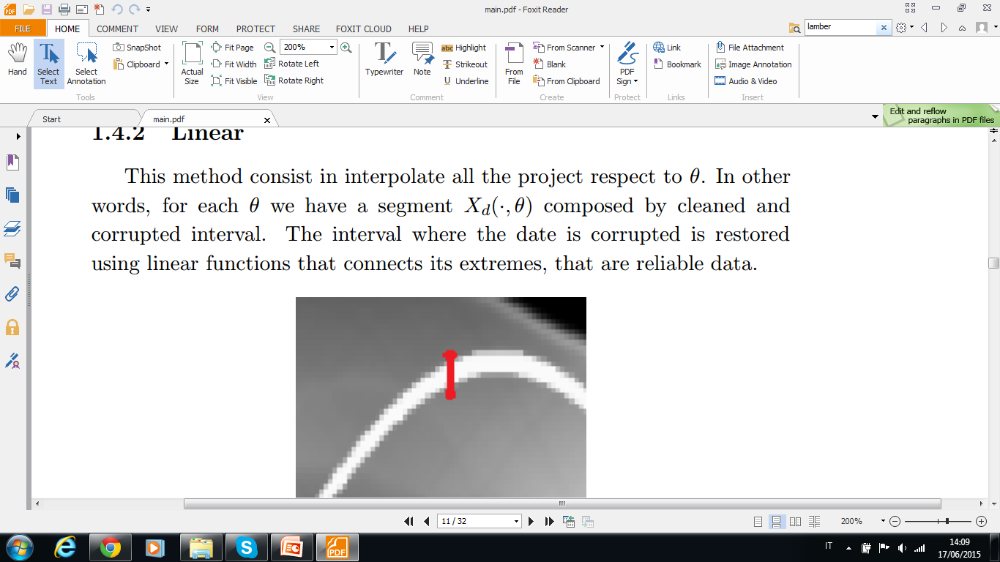 main.pdf - Foxit Reader
FILE HOME COMMENT VIEW FORM PROTECT SHARE FOXIT CLOUD HELP lamber
Hand
Select Text
Select Annotation
SnapShot
Clipboard
Tools
Actual Size
Fit Page
Fit Width
Fit Visible
200%
Rotate Left
Rotate Right
View
Typewriter
Note
abc Highlight
Strikeout
U Underline
Comment
From File
From Scanner
Blank
From Clipboard
Create
PDF Sign
Protect
Link
Bookmark
Links
File Attachment
Image Annotation
Audio & Video
Insert
Start main.pdf
Edit and reflow
paragraphs in PDF files
1.4.2 Linear
This method consist in interpolate all the project respect to θ. In other
words, for each θ we have a segment X_d(·, θ) composed by cleaned and
corrupted interval. The interval where the date is corrupted is restored
using linear functions that connects its extremes, that are reliable data.
11 / 32 200%
PDF
IT 14:09
17/06/2015